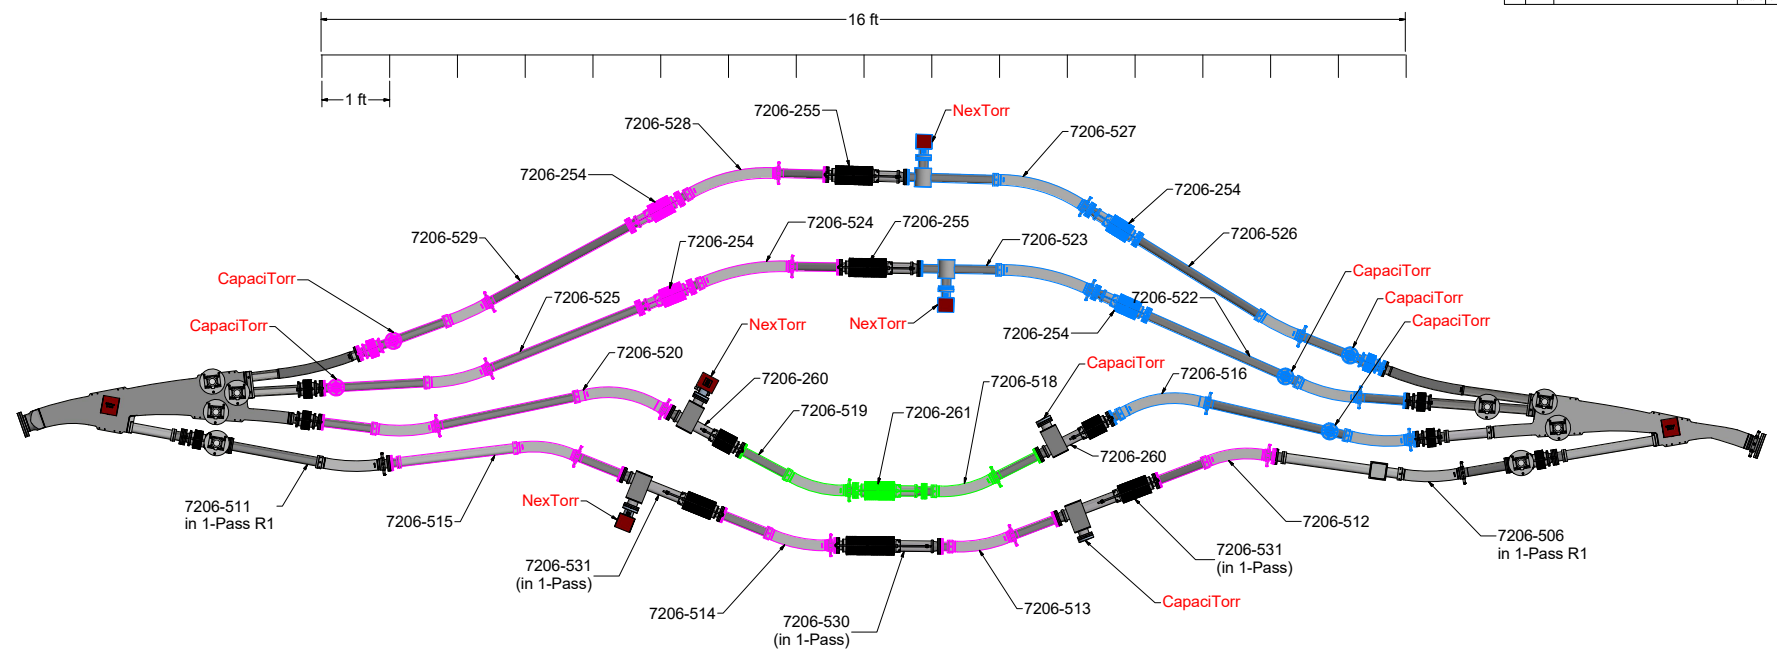 16 ft
1 ft
7206-255
NexTorr
7206-528
7206-527
7206-254
7206-254
7206-524
7206-255
7206-523
7206-529
7206-254
7206-526
CapaciTorr
CapaciTorr
7206-525
7206-522
CapaciTorr
CapaciTorr
NexTorr
NexTorr
7206-254
CapaciTorr
7206-520
CapaciTorr
7206-260
7206-518
7206-516
7206-519
7206-261
7206-260
7206-511
in 1-Pass R1
NexTorr
7206-515
7206-512
7206-506
in 1-Pass R1
7206-531
(in 1-Pass)
7206-531
(in 1-Pass)
7206-514
7206-530
(in 1-Pass)
7206-513
CapaciTorr